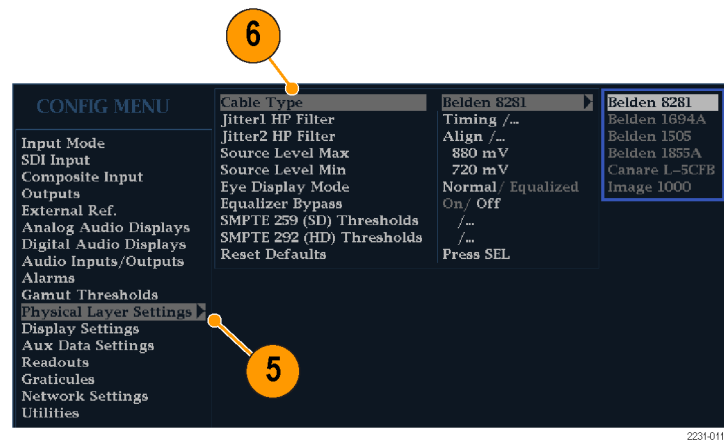 6
CONFIG MENU
Input Mode
SDI Input
Composite Input
Outputs
External Ref.
Analog Audio Displays
Digital Audio Displays
Audio Inputs/Outputs
Alarms
Gamut Thresholds
Physical Layer Settings
Display Settings
Aux Data Settings
Readouts
Graticules
Network Settings
Utilities
Cable Type Belden 8281
Jitter1 HP Filter Timing /...
Jitter2 HP Filter Align /...
Source Level Max 880 mV
Source Level Min 720 mV
Eye Display Mode Normal/ Equalized
Equalizer Bypass On/ Off
SMPTE 259 (SD) Thresholds /...
SMPTE 292 (HD) Thresholds /...
Reset Defaults Press SEL
Belden 8281
Belden 1694A
Belden 1505
Belden 1855A
Canare L-5CFB
Image 1000
5
2231-011